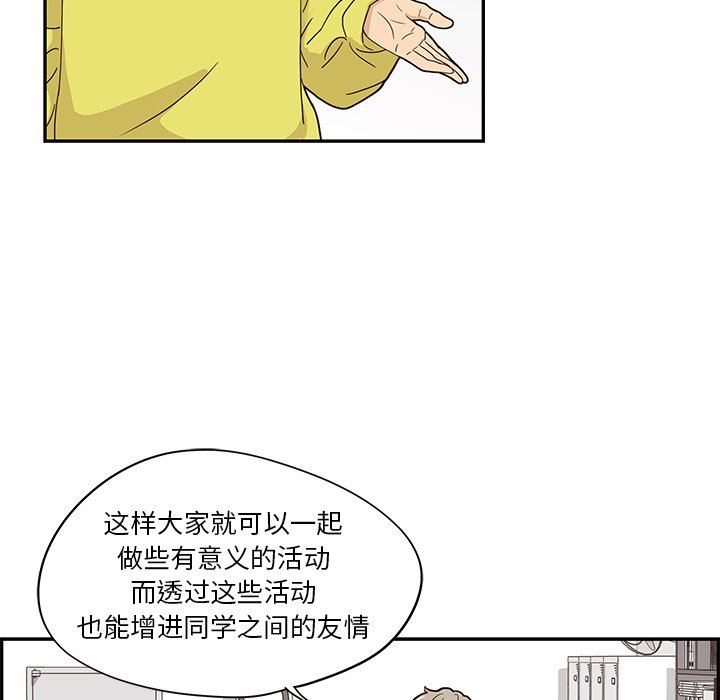 这样大家就可以一起
做些有意义的活动
而透过这些活动
也能增进同学之间的友情